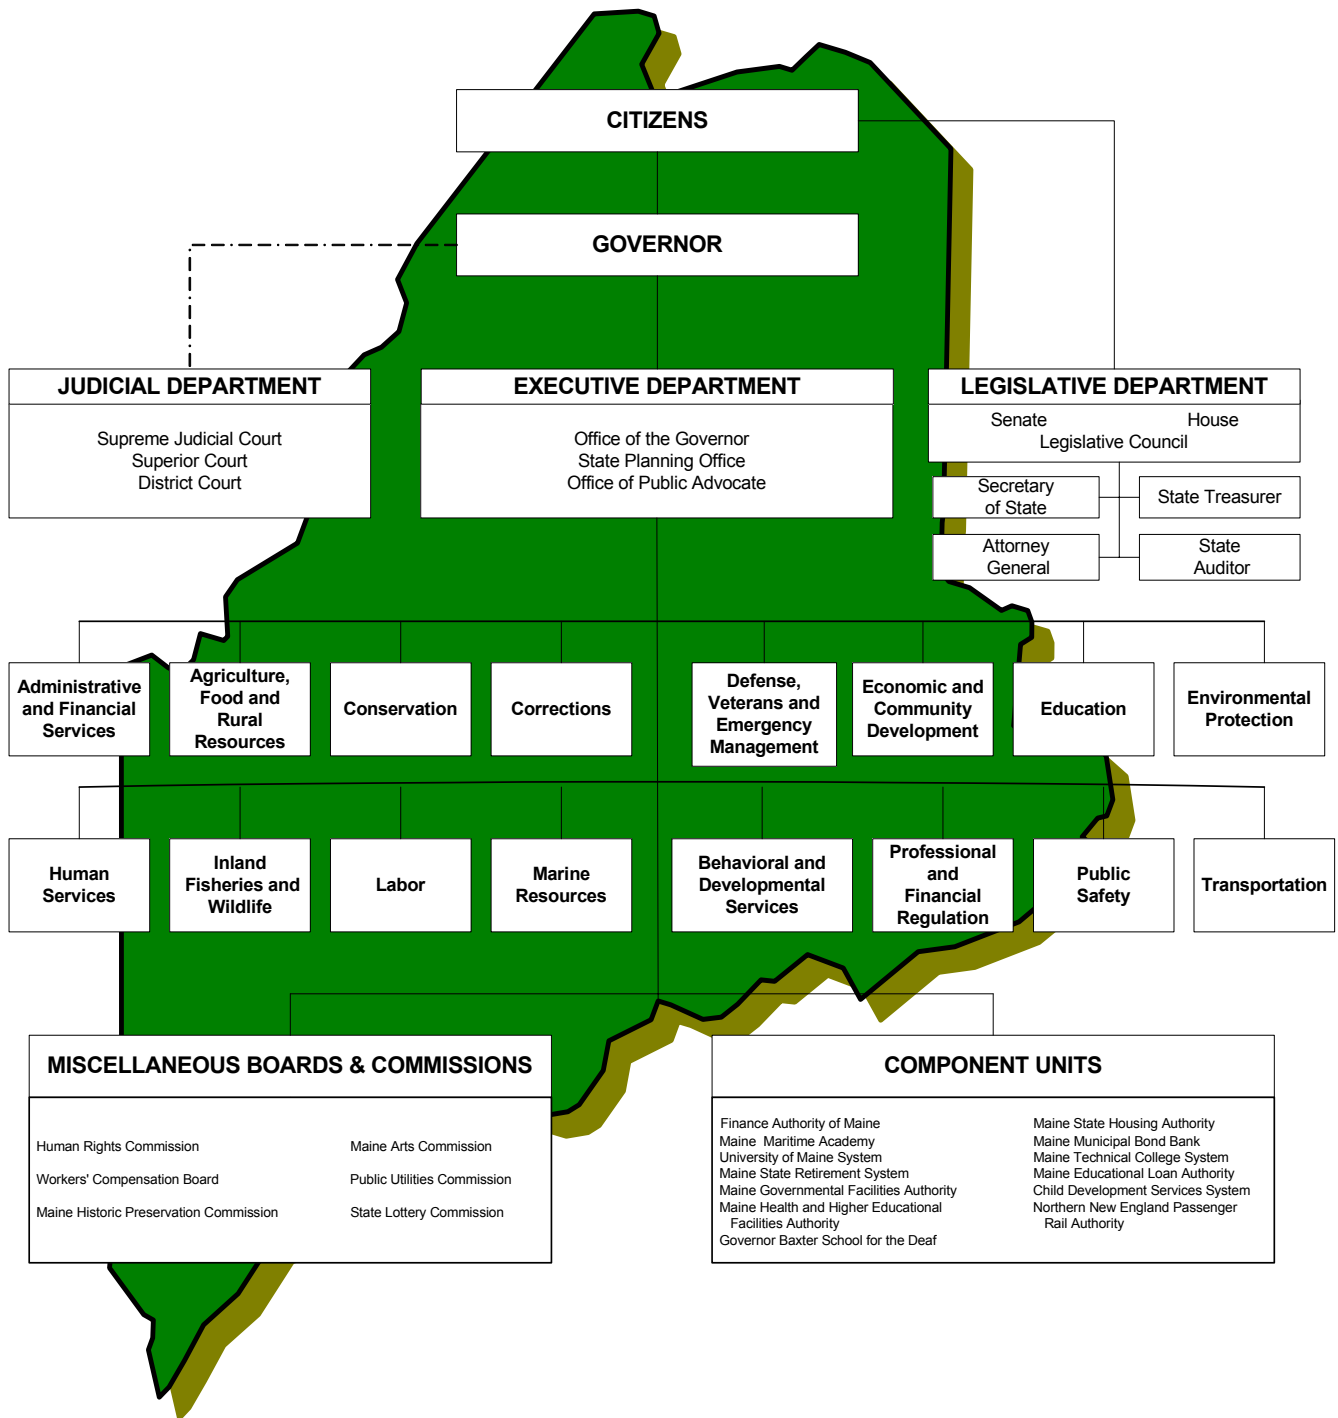 CITIZENS
GOVERNOR
JUDICIAL DEPARTMENT
Supreme Judicial Court
Superior Court
District Court
EXECUTIVE DEPARTMENT
Office of the Governor
State Planning Office
Office of Public Advocate
LEGISLATIVE DEPARTMENT
Senate House
Legislative Council
Secretary
of State
State Treasurer
Attorney
General
State
Auditor
Administrative
and Financial
Services
Agriculture,
Food and
Rural
Resources
Conservation
Corrections
Defense,
Veterans and
Emergency
Management
Economic and
Community
Development
Education
Environmental
Protection
Human
Services
Inland
Fisheries and
Wildlife
Labor
Marine
Resources
Behavioral and
Developmental
Services
Professional
and
Financial
Regulation
Public
Safety
Transportation
MISCELLANEOUS BOARDS & COMMISSIONS
Human Rights Commission
Workers' Compensation Board
Maine Historic Preservation Commission
Maine Arts Commission
Public Utilities Commission
State Lottery Commission
COMPONENT UNITS
Finance Authority of Maine
Maine Maritime Academy
University of Maine System
Maine State Retirement System
Maine Governmental Facilities Authority
Maine Health and Higher Educational
Facilities Authority
Governor Baxter School for the Deaf
Maine State Housing Authority
Maine Municipal Bond Bank
Maine Technical College System
Maine Educational Loan Authority
Child Development Services System
Northern New England Passenger
Rail Authority